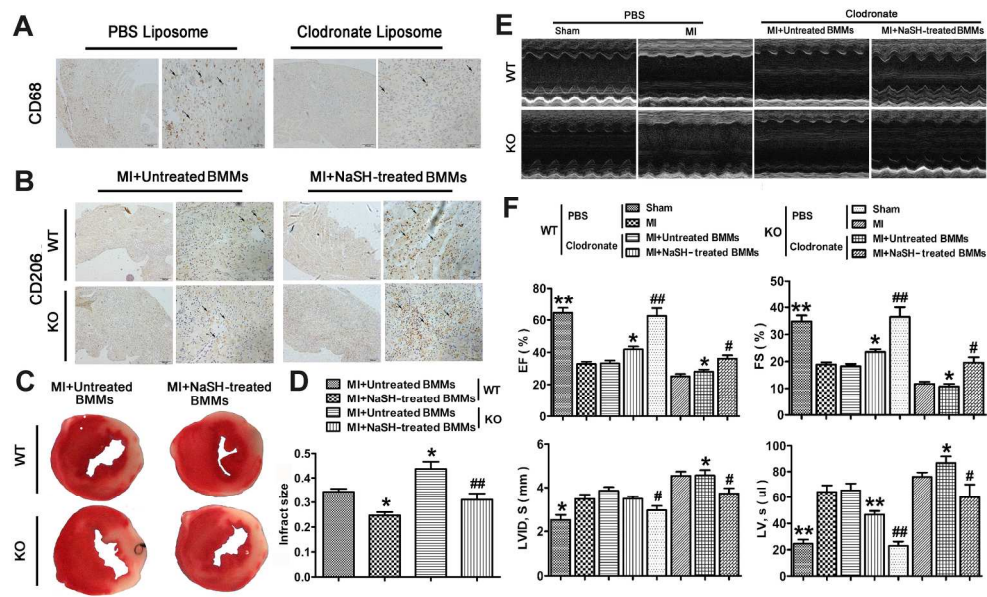 A
PBS Liposome
Clodronate Liposome
CD68
B
MI+Untreated BMMs
MI+NaSH-treated BMMs
CD206
WT
KO
C
MI+Untreated
BMMs
MI+NaSH-treated
BMMs
WT
KO
D
MI+Untreated BMMs
MI+NaSH-treated BMMs
WT
MI+Untreated BMMs
MI+NaSH-treated BMMs
KO
Infract size
0.5
0.4
0.3
0.2
0.1
0.0
*
*
##
E
PBS
Clodronate
Sham
MI
MI+Untreated BMMs
MI+NaSH-treated BMMs
WT
KO
F
WT
PBS
Clodronate
Sham
MI
MI+Untreated BMMs
MI+NaSH-treated BMMs
KO
PBS
Clodronate
Sham
MI
MI+Untreated BMMs
MI+NaSH-treated BMMs
EF ( % )
80
60
40
20
0
**
*
##
*
#
FS ( % )
50
40
30
20
10
0
**
*
##
*
#
LVID, S ( mm )
6
4
2
0
*
#
*
#
LV, s ( ul )
100
80
60
40
20
0
**
**
##
*
#